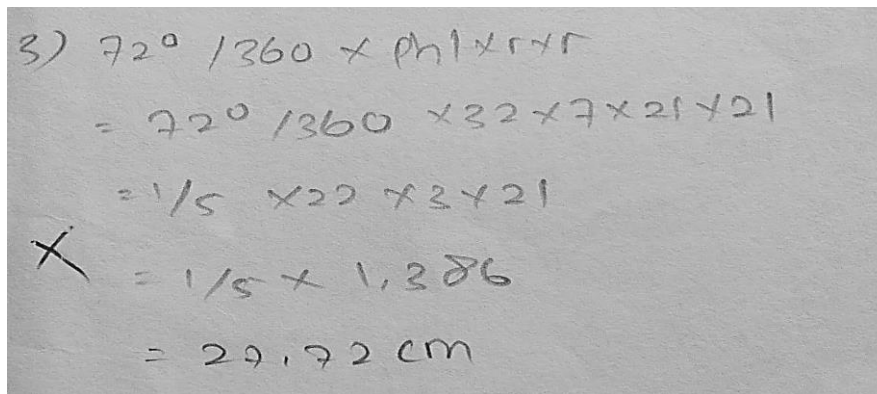 3) 72° /360 × phi×r×r
= 72° /360 ×32×7×21×21
=1/5 ×22 ×3×21
× = 1/5 × 1,386
= 27,72 cm